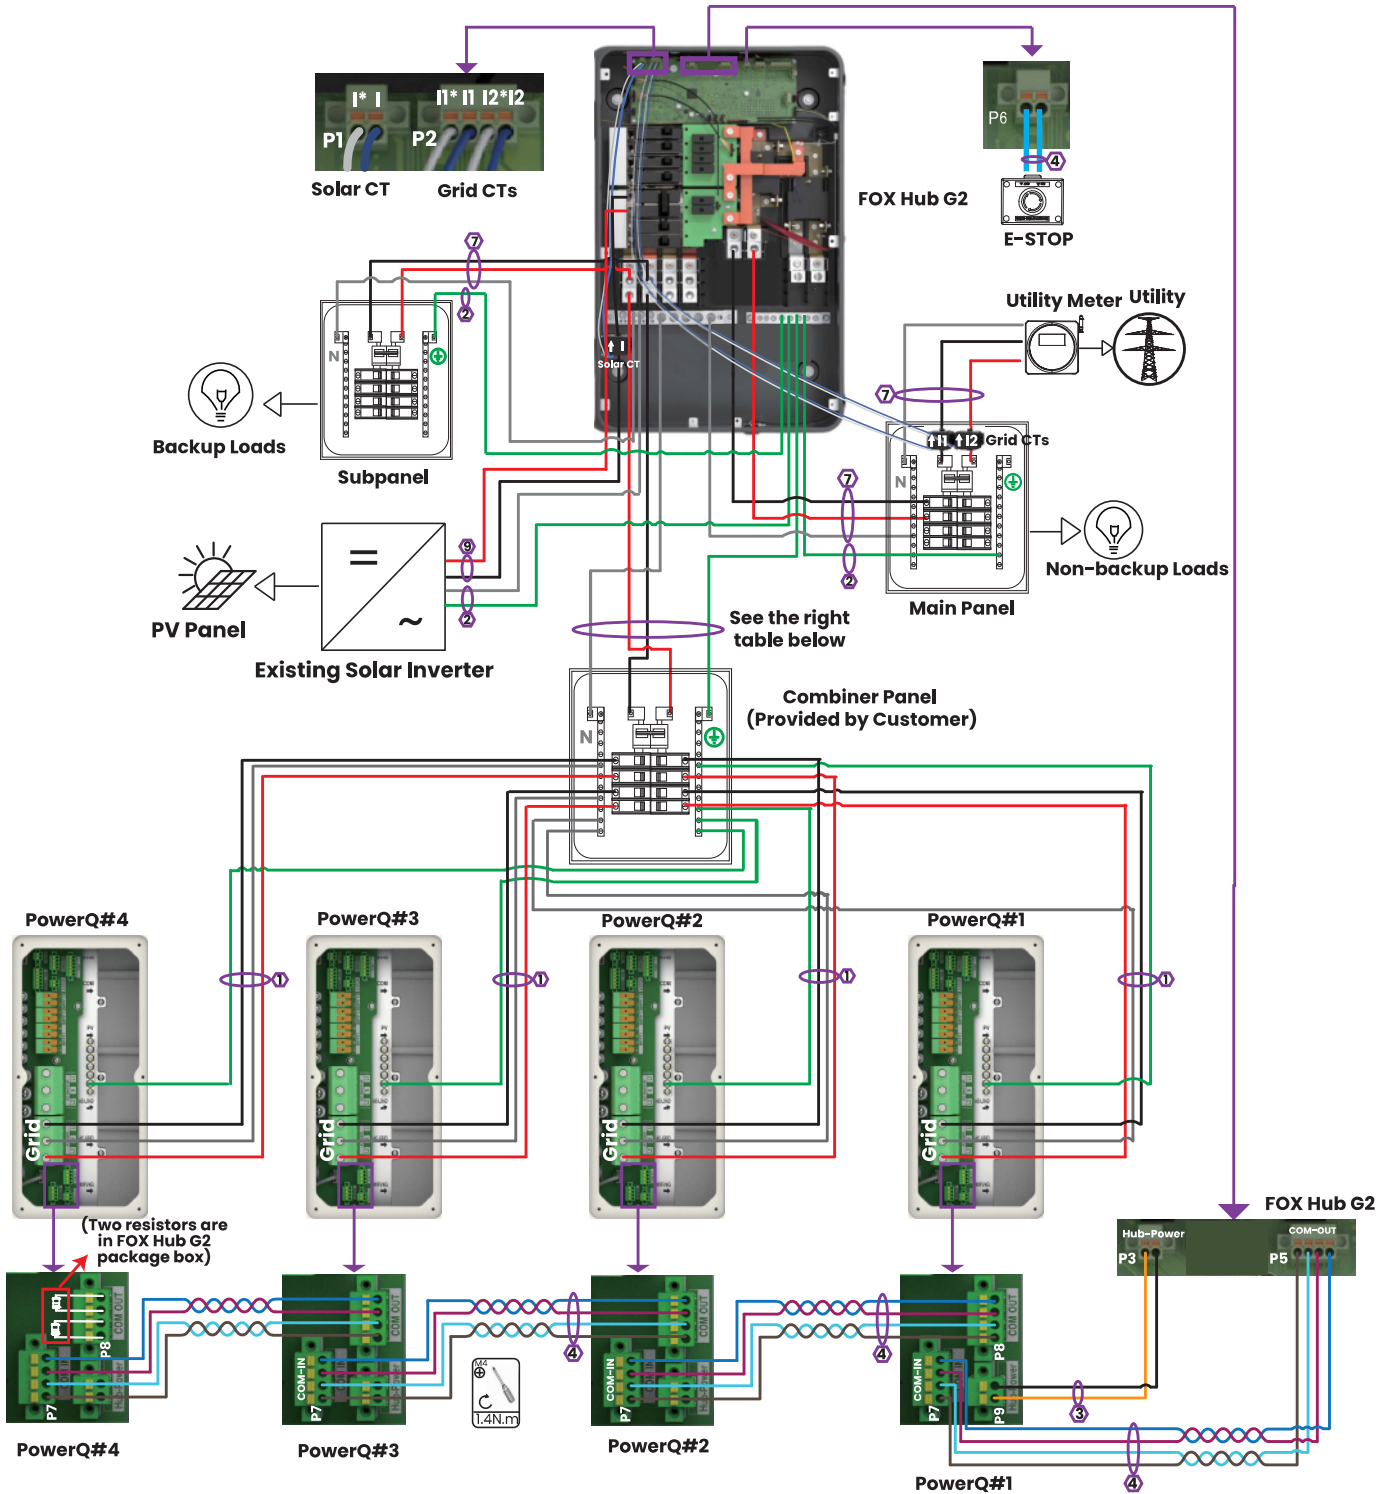 I* I
I1* I1 I2* I2
P1
P2
Solar CT
Grid CTs
FOX Hub G2
P6
4
E-STOP
7
2
N
Solar CT
I
Backup Loads
Subpanel
Utility Meter
Utility
7
I1
I2
Grid CTs
N
7
2
Non-backup Loads
Main Panel
PV Panel
=
~
9
2
Existing Solar Inverter
See the right
table below
Combiner Panel
(Provided by Customer)
N
PowerQ#4
PowerQ#3
PowerQ#2
PowerQ#1
1
1
1
1
Grid
Grid
Grid
Grid
(Two resistors are
in FOX Hub G2
package box)
FOX Hub G2
Hub-Power
P3
COM-OUT
P5
COM OUT
P8
P7
COM OUT
COM-IN
P7
COM OUT
COM-IN
P7
COM OUT
P8
COM-IN
P7
P9
4
4
3
4
M4
1.4N.m
PowerQ#4
PowerQ#3
PowerQ#2
PowerQ#1